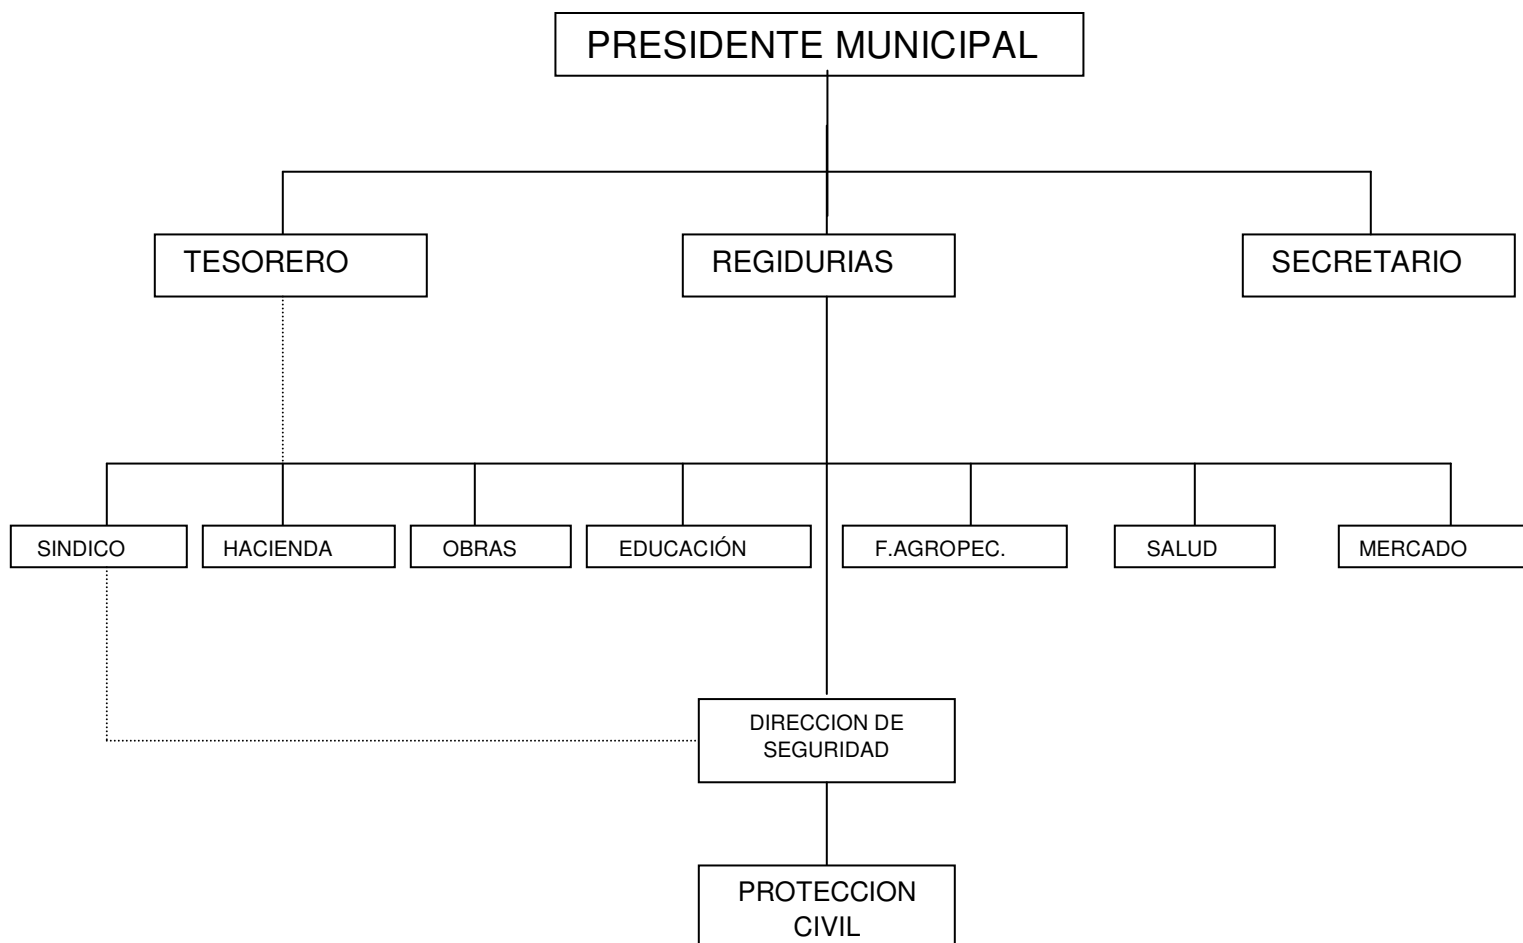 PRESIDENTE MUNICIPAL
TESORERO
REGIDURIAS
SECRETARIO
SINDICO
HACIENDA
OBRAS
EDUCACIÓN
F.AGROPEC.
SALUD
MERCADO
DIRECCION DE
SEGURIDAD
PROTECCION
CIVIL